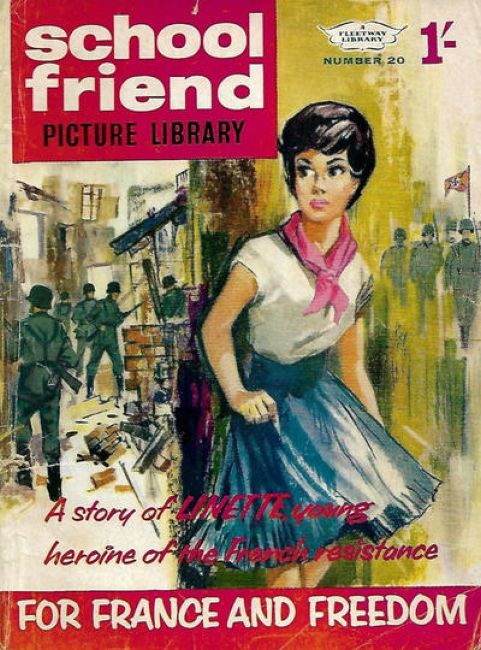 school
friend
PICTURE LIBRARY
A
FLEETWAY
LIBRARY
NUMBER 20
1/-
A story of LINETTE, young
heroine of the French resistance
FOR FRANCE AND FREEDOM